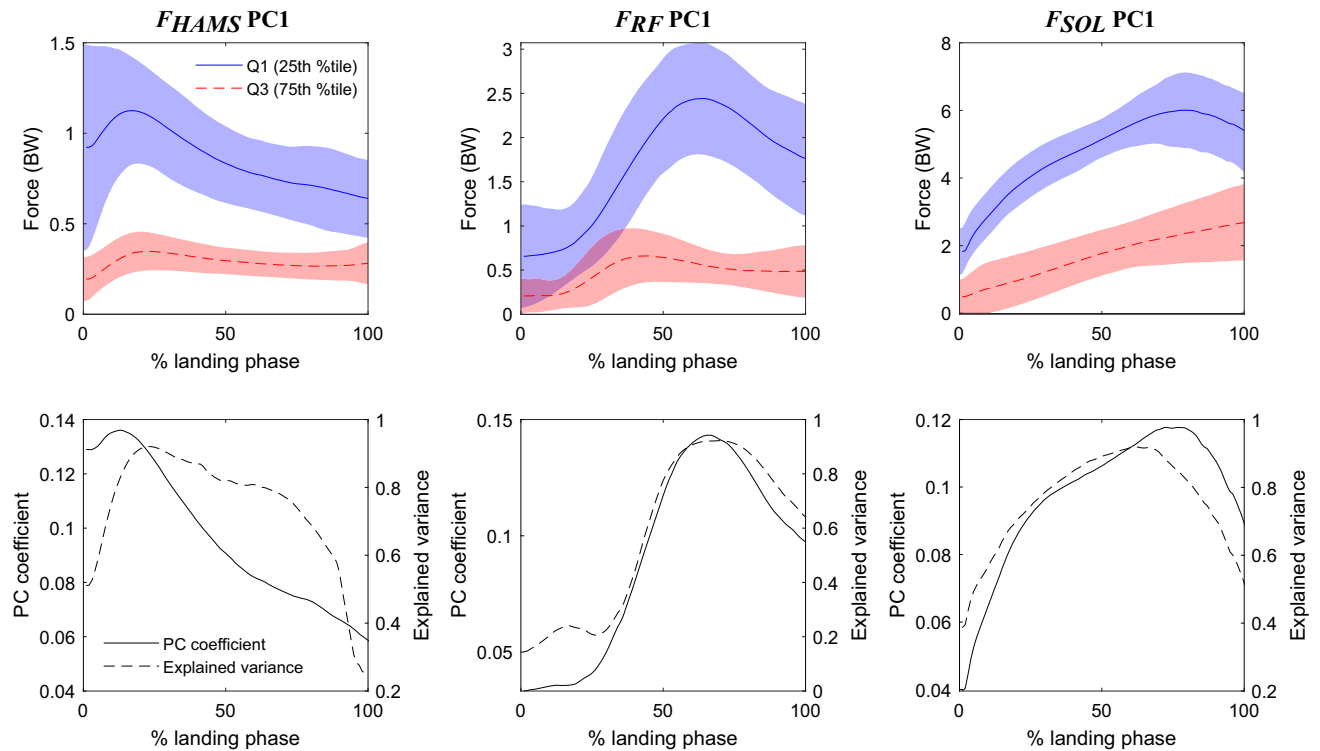 F_HAMS PC1
1.5
1
0.5
0
Force (BW)
Q1 (25th %tile)
Q3 (75th %tile)
0 50 100
% landing phase
F_RF PC1
3
2.5
2
1.5
1
0.5
0
Force (BW)
0 50 100
% landing phase
F_SOL PC1
8
6
4
2
0
Force (BW)
0 50 100
% landing phase
0.14
0.12
0.1
0.08
0.06
0.04
PC coefficient
PC coefficient
Explained variance
1
0.8
0.6
0.4
0.2
Explained variance
0 50 100
% landing phase
0.15
0.1
0.05
PC coefficient
1
0.8
0.6
0.4
0.2
0
Explained variance
0 50 100
% landing phase
0.12
0.1
0.08
0.06
0.04
PC coefficient
1
0.8
0.6
0.4
0.2
Explained variance
0 50 100
% landing phase